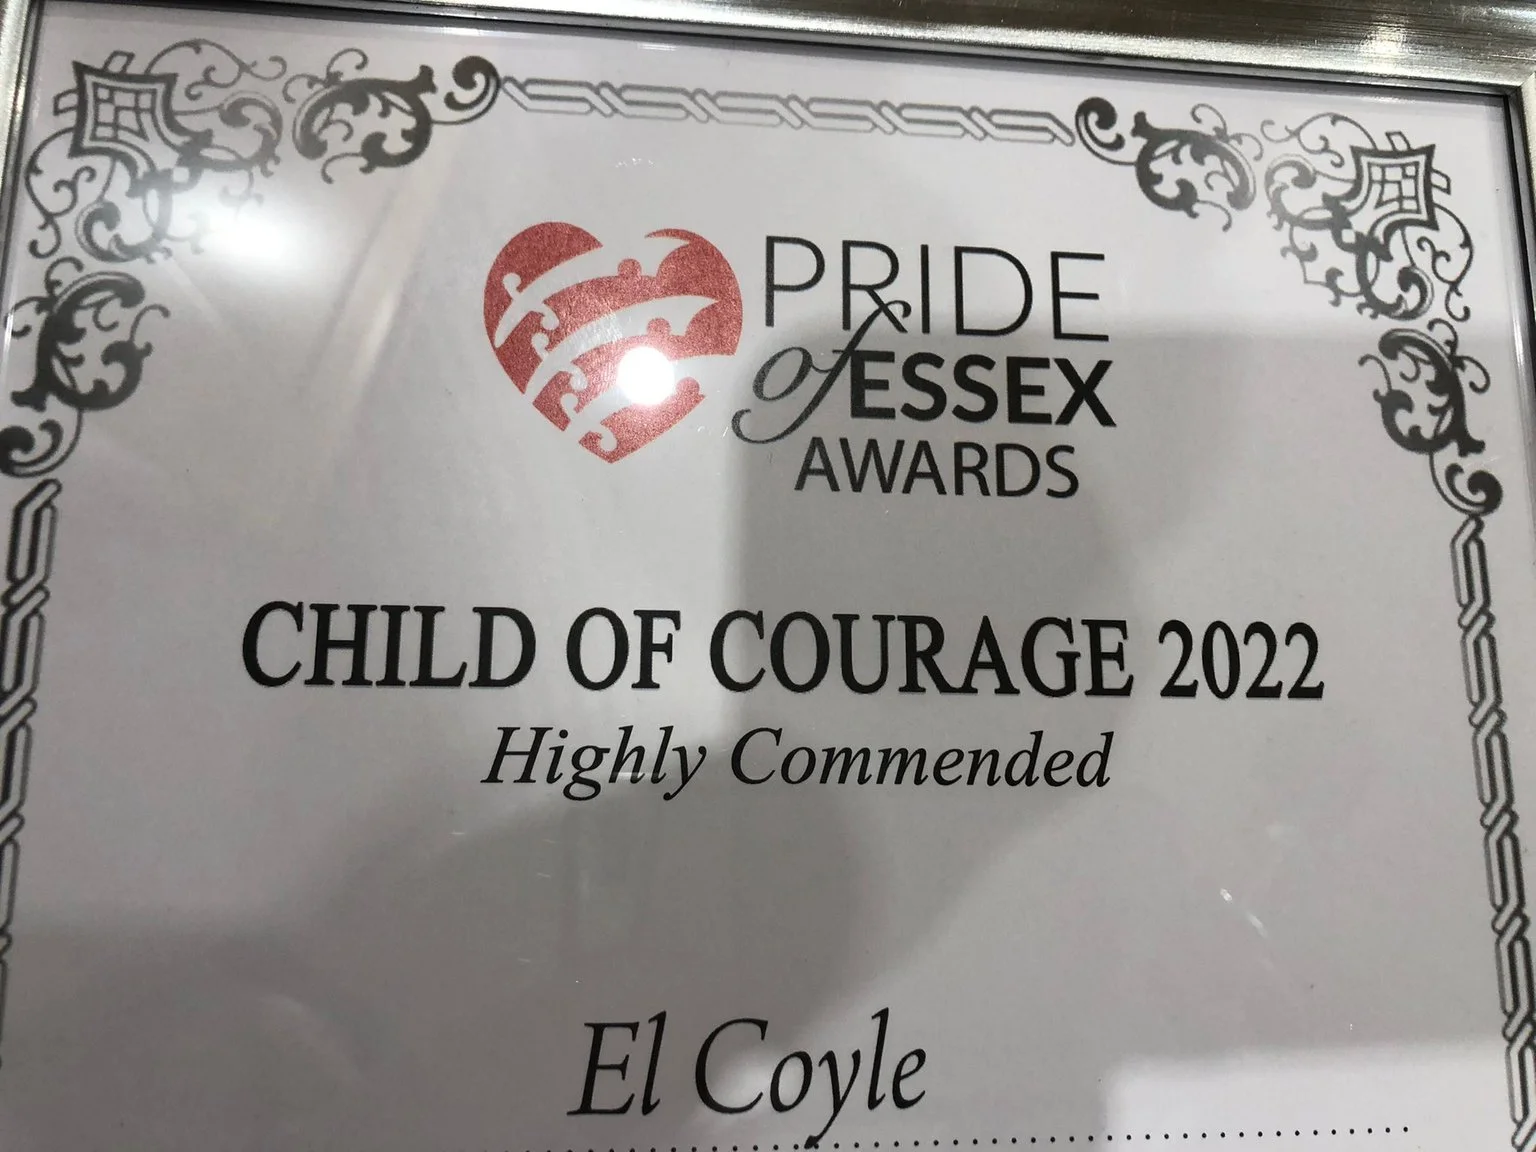 PRIDE
of ESSEX
AWARDS
CHILD OF COURAGE 2022
Highly Commended
El Coyle